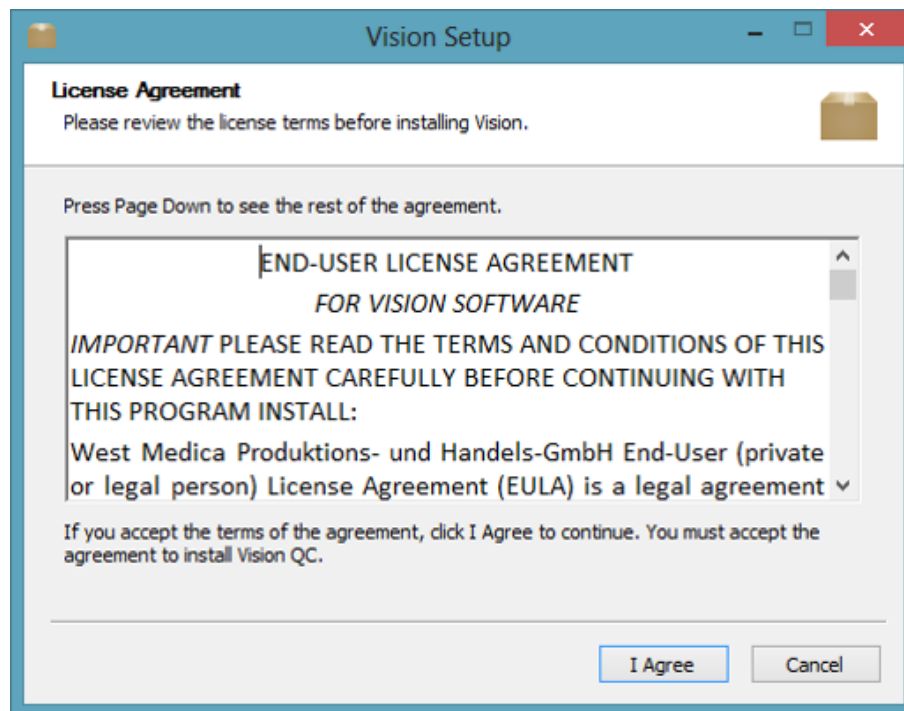 Vision Setup
License Agreement
Please review the license terms before installing Vision.
Press Page Down to see the rest of the agreement.
END-USER LICENSE AGREEMENT
FOR VISION SOFTWARE
IMPORTANT PLEASE READ THE TERMS AND CONDITIONS OF THIS
LICENSE AGREEMENT CAREFULLY BEFORE CONTINUING WITH
THIS PROGRAM INSTALL:
West Medica Produktions- und Handels-GmbH End-User (private
or legal person) License Agreement (EULA) is a legal agreement
If you accept the terms of the agreement, click I Agree to continue. You must accept the
agreement to install Vision QC.
I Agree
Cancel